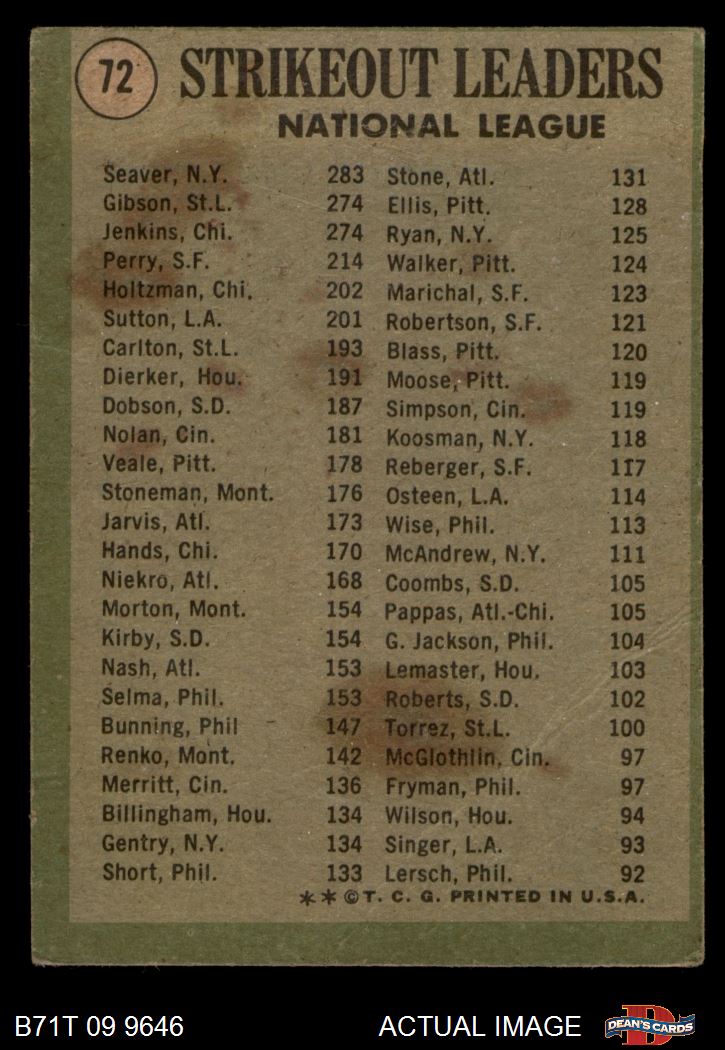 72 STRIKEOUT LEADERS
NATIONAL LEAGUE
Seaver, N.Y. 283
Gibson, St.L. 274
Jenkins, Chi. 274
Perry, S.F. 214
Holtzman, Chi. 202
Sutton, L.A. 201
Carlton, St.L. 193
Dierker, Hou. 191
Dobson, S.D. 187
Nolan, Cin. 181
Veale, Pitt. 178
Stoneman, Mont. 176
Jarvis, Atl. 173
Hands, Chi. 170
Niekro, Atl. 168
Morton, Mont. 154
Kirby, S.D. 154
Nash, Atl. 153
Selma, Phil. 153
Bunning, Phil 147
Renko, Mont. 142
Merritt, Cin. 136
Billingham, Hou. 134
Gentry, N.Y. 134
Short, Phil. 133
Stone, Atl. 131
Ellis, Pitt. 128
Ryan, N.Y. 125
Walker, Pitt. 124
Marichal, S.F. 123
Robertson, S.F. 121
Blass, Pitt. 120
Moose, Pitt. 119
Simpson, Cin. 119
Koosman, N.Y. 118
Reberger, S.F. 117
Osteen, L.A. 114
Wise, Phil. 113
McAndrew, N.Y. 111
Coombs, S.D. 105
Pappas, Atl.-Chi. 105
G. Jackson, Phil. 104
Lemaster, Hou. 103
Roberts, S.D. 102
Torrez, St.L. 100
McGlothlin, Cin. 97
Fryman, Phil. 97
Wilson, Hou. 94
Singer, L.A. 93
Lersch, Phil. 92
**©T. C. G. PRINTED IN U.S.A.
B71T 09 9646 ACTUAL IMAGE
DEAN'S CARDS